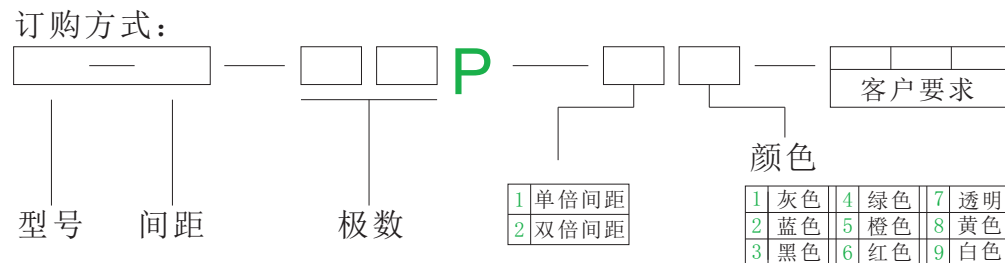 订购方式:
P
客户要求
颜色
型号 间距 极数
1 单倍间距
2 双倍间距
1 灰色 4 绿色 7 透明
2 蓝色 5 橙色 8 黄色
3 黑色 6 红色 9 白色